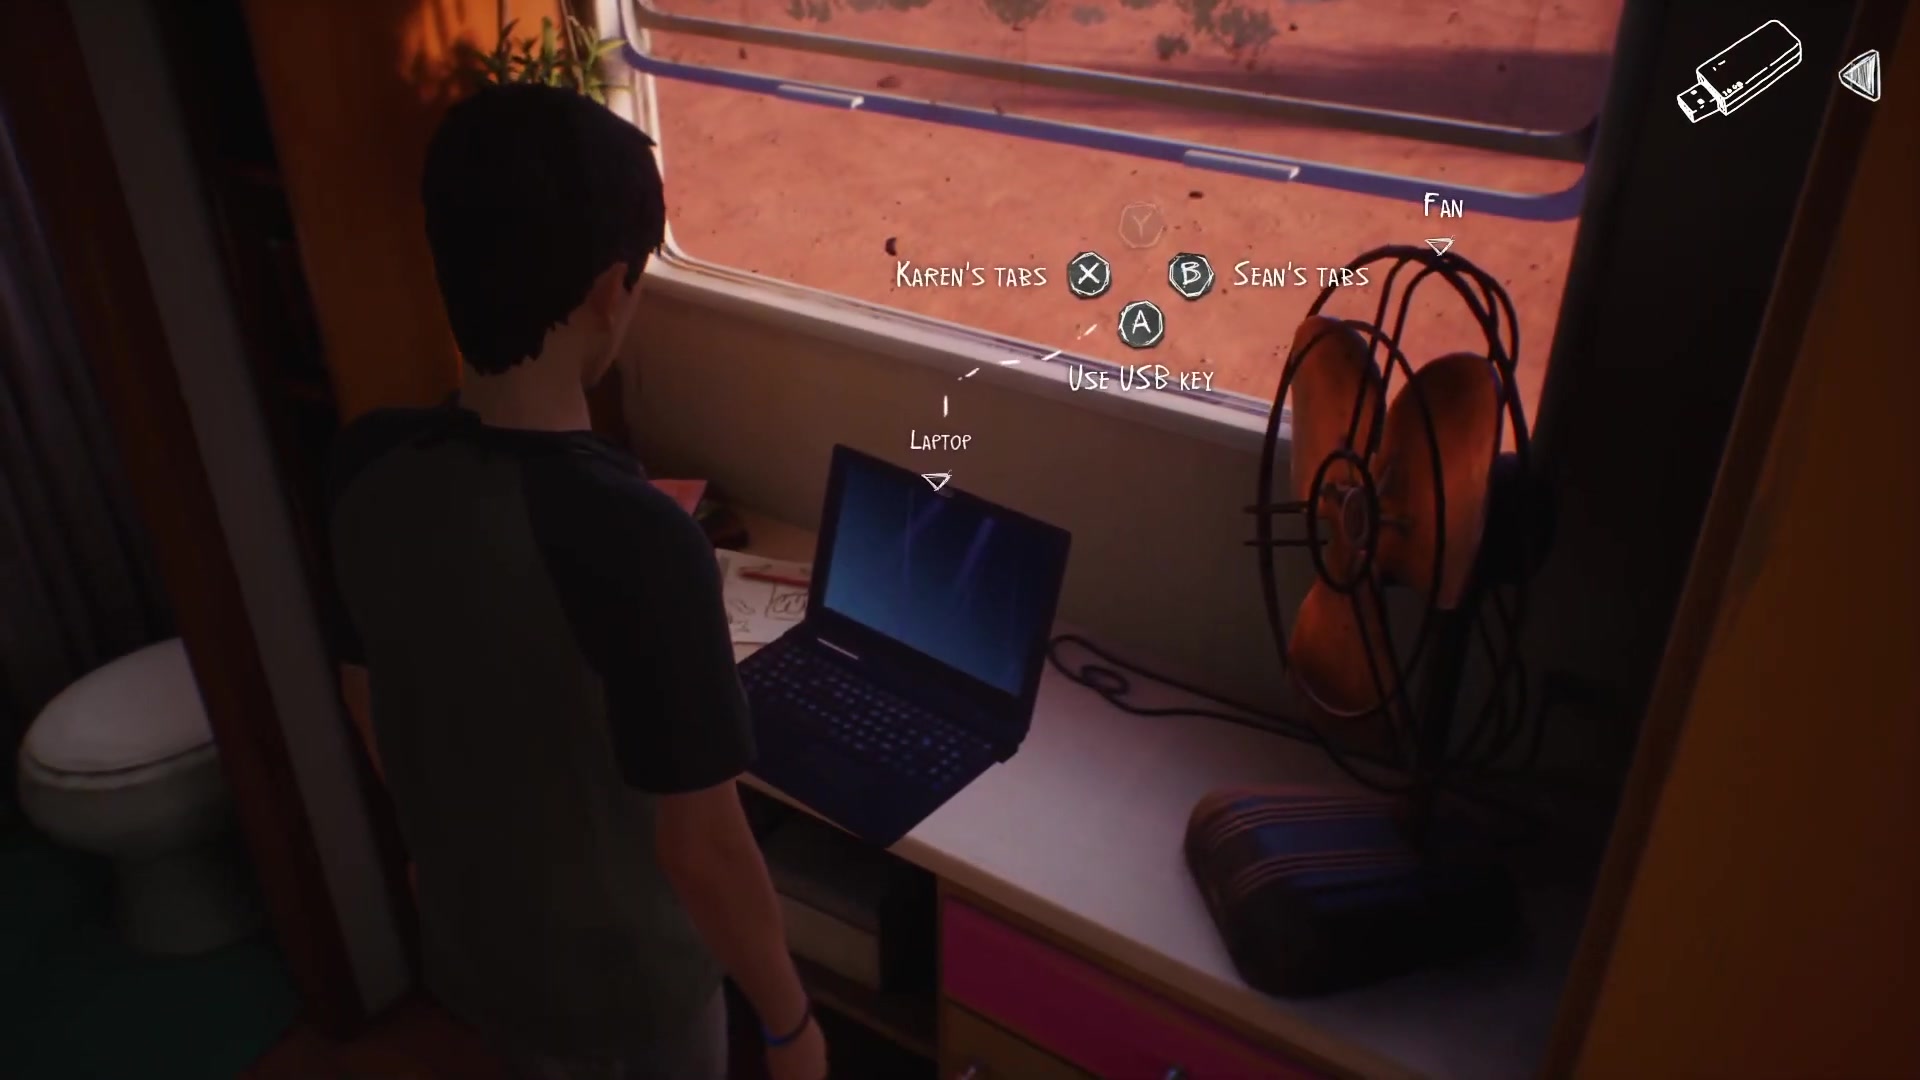 FAN
Y
KAREN'S TABS X B SEAN'S TABS
A
USE USB KEY
LAPTOP